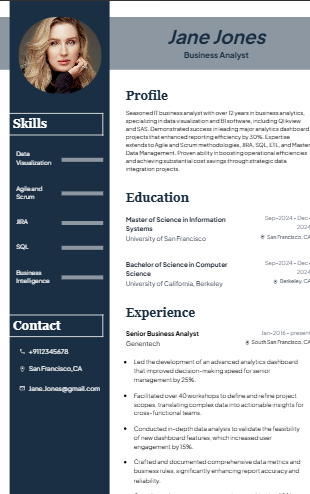 Jane Jones
Business Analyst
Skills
Data
Visualization
Agile and
Scrum
JIRA
SQL
Business
Intelligence
Contact
+9112345678
San Francisco,CA
Jane.Jones@gmail.com
Profile
Seasoned IT business analyst with over 12 years in business analytics,
specializing in data visualization and BI software, including Qlikview
and SAS. Demonstrated success in leading major analytics dashboard
projects that enhanced reporting efficiency by 30%. Expertise
extends to Agile and Scrum methodologies, JIRA, SQL, ETL, and Master
Data Management. Proven ability in boosting operational efficiencies
and achieving substantial cost savings through strategic data
integration projects.
Education
Master of Science in Information
Systems
Sep-2024 - Dec-
2024
University of San Francisco
San Francisco, CA
Bachelor of Science in Computer
Science
Sep-2024 - Dec-
2024
University of California, Berkeley
Berkeley, CA
Experience
Senior Business Analyst
Jan-2016 - present
Genentech
South San Francisco, CA
Led the development of an advanced analytics dashboard
that improved decision-making speed for senior
management by 25%.
Facilitated over 40 workshops to define and refine project
scopes, translating complex data into actionable insights for
cross-functional teams.
Conducted in-depth data analysis to validate the feasibility
of new dashboard features, which increased user
engagement by 15%.
Crafted and documented comprehensive data metrics and
business rules, significantly enhancing report accuracy and
reliability.